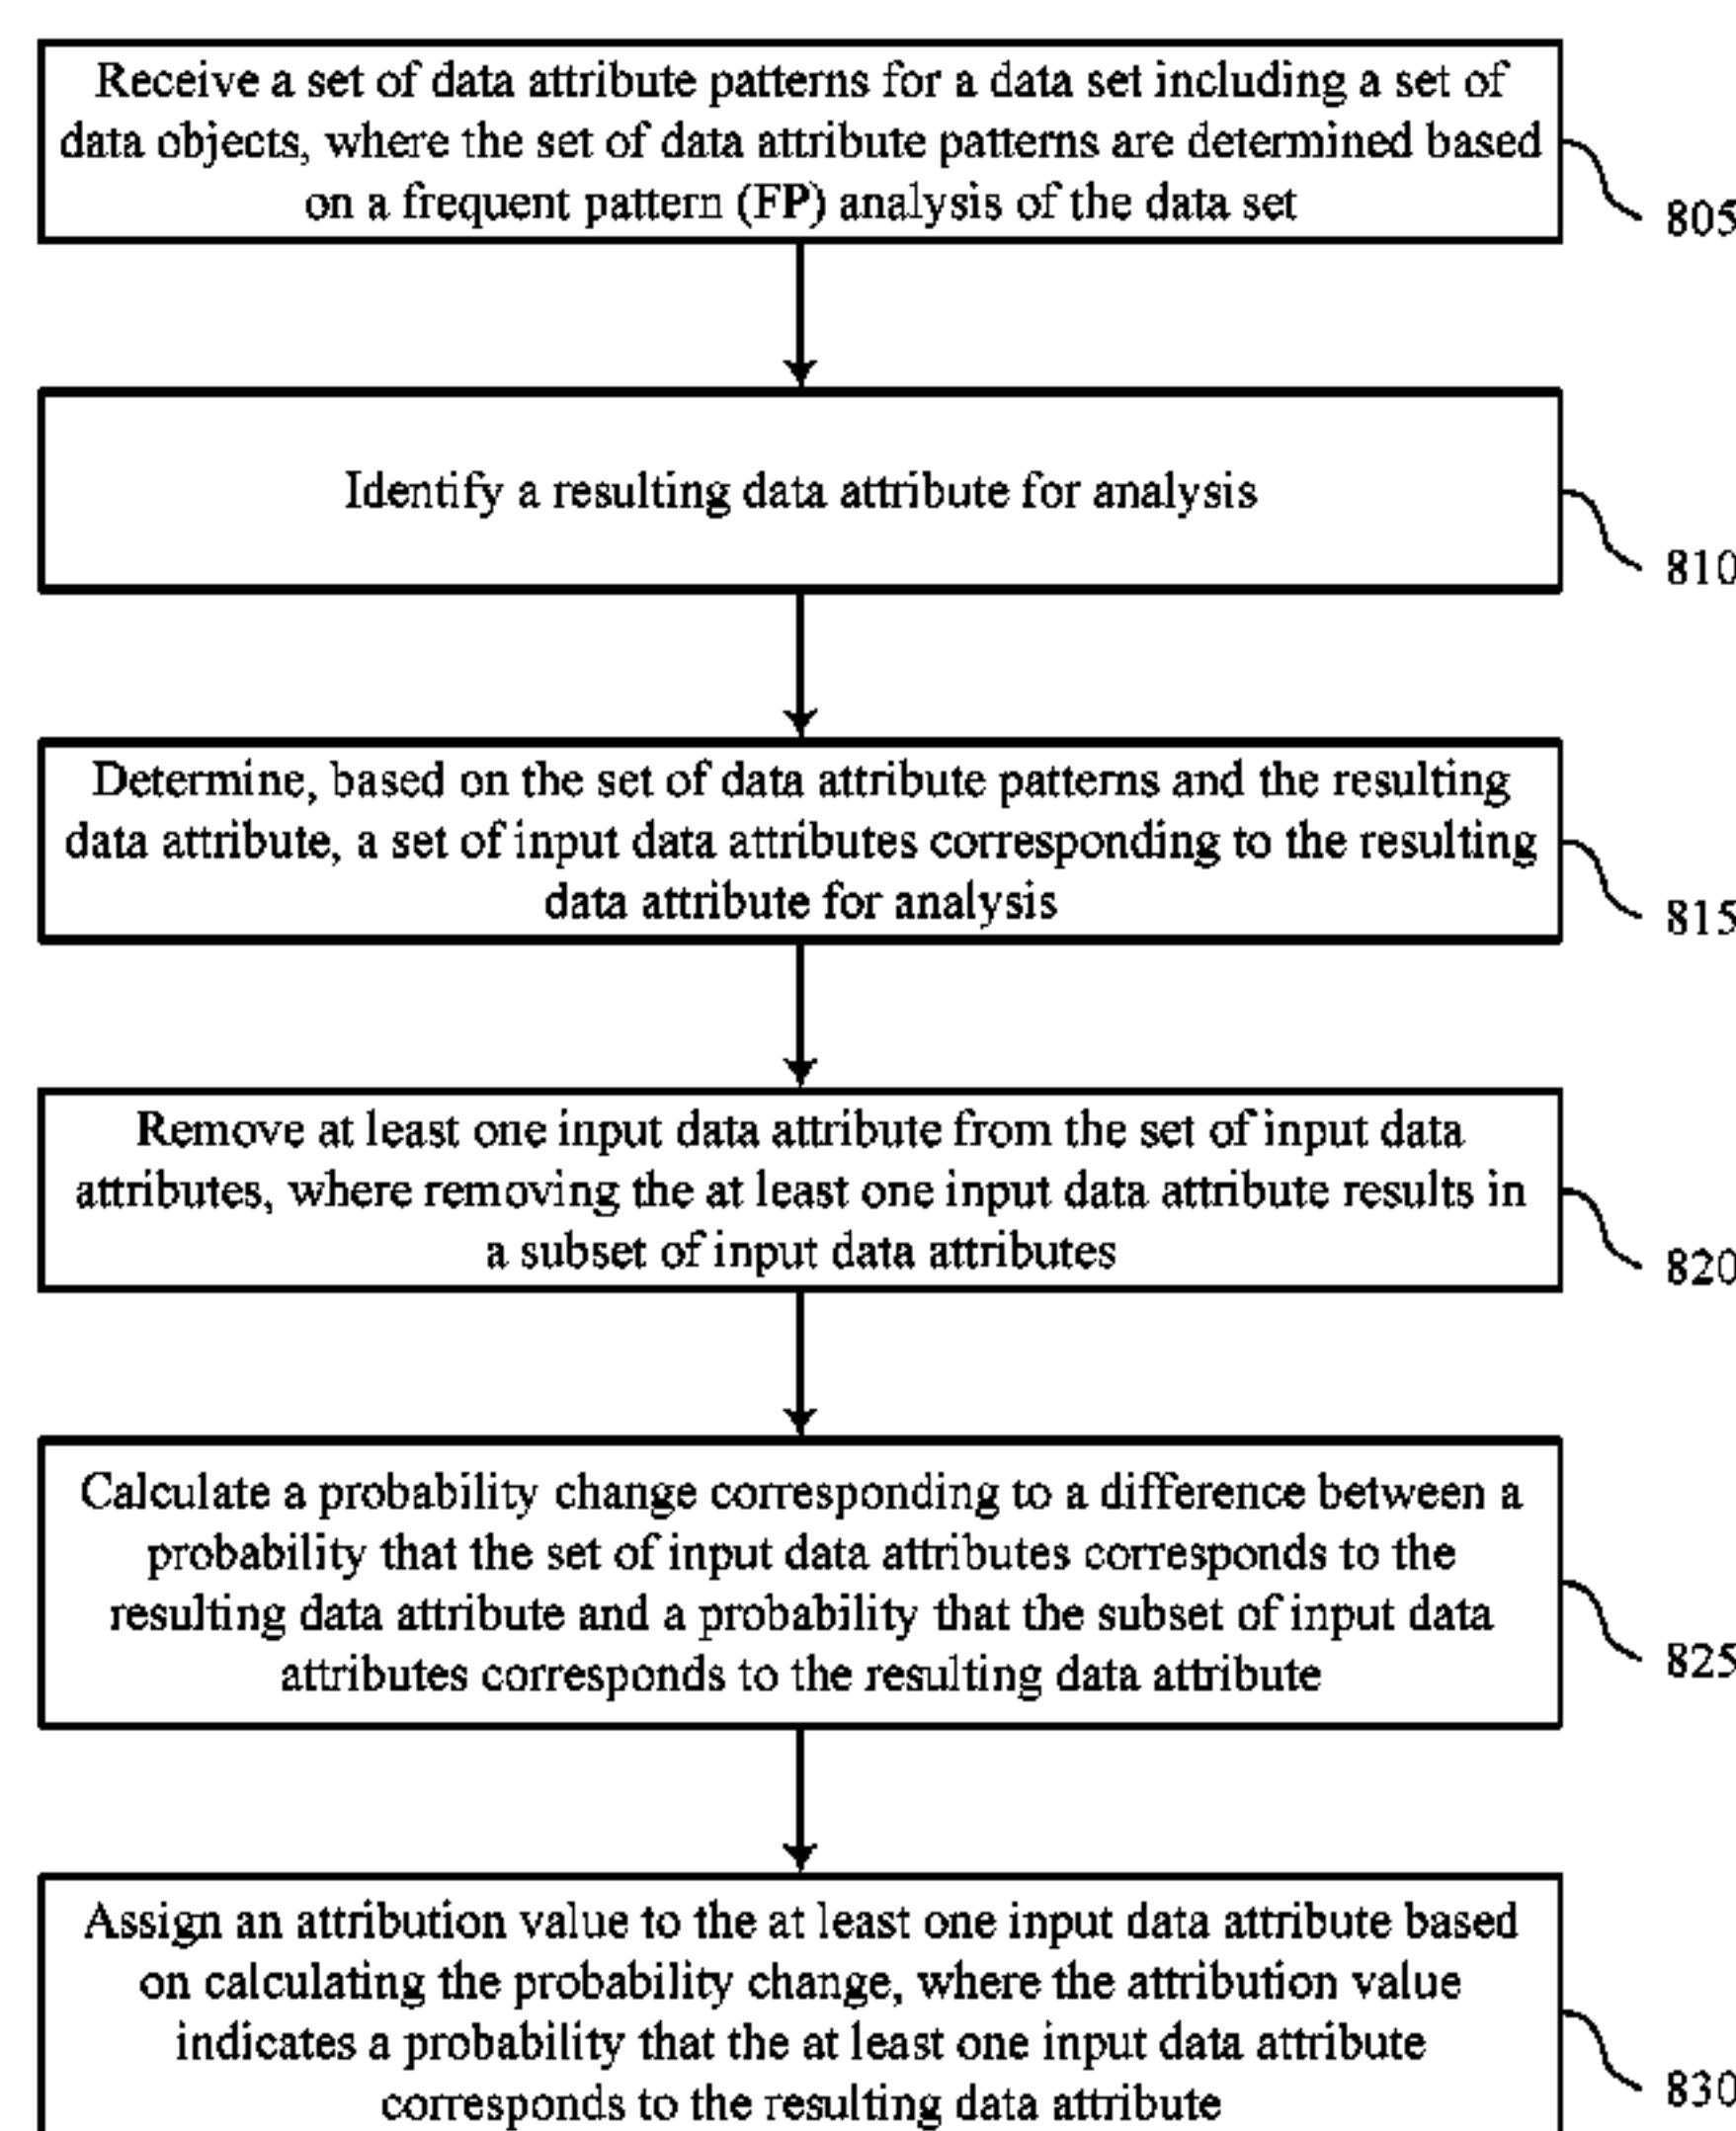 Receive a set of data attribute patterns for a data set including a set of
data objects, where the set of data attribute patterns are determined based
on a frequent pattern (FP) analysis of the data set
805
Identify a resulting data attribute for analysis
810
Determine, based on the set of data attribute patterns and the resulting
data attribute, a set of input data attributes corresponding to the resulting
data attribute for analysis
815
Remove at least one input data attribute from the set of input data
attributes, where removing the at least one input data attribute results in
a subset of input data attributes
820
Calculate a probability change corresponding to a difference between a
probability that the set of input data attributes corresponds to the
resulting data attribute and a probability that the subset of input data
attributes corresponds to the resulting data attribute
825
Assign an attribution value to the at least one input data attribute based
on calculating the probability change, where the attribution value
indicates a probability that the at least one input data attribute
corresponds to the resulting data attribute
830